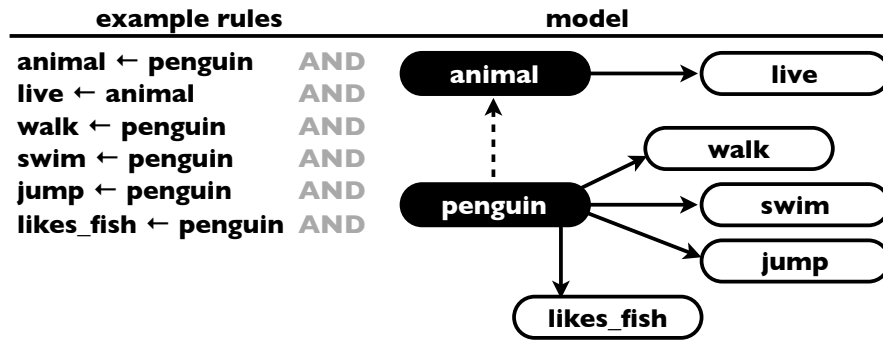 example rules model
animal ← penguin AND
live ← animal AND
walk ← penguin AND
swim ← penguin AND
jump ← penguin AND
likes_fish ← penguin AND
animal
live
walk
penguin
swim
jump
likes_fish